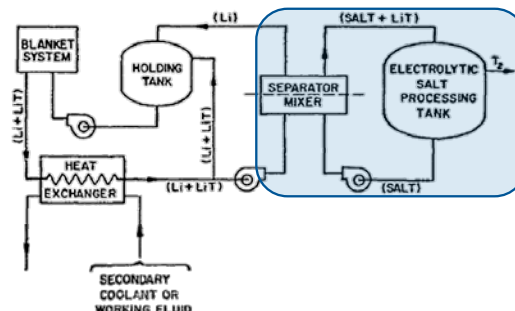 (Li)
(SALT + LiT)
BLANKET
SYSTEM
HOLDING
TANK
SEPARATOR
MIXER
ELECTROLYTIC
SALT
PROCESSING
TANK
T2
(Li+LiT)
(Li+LiT)
HEAT
EXCHANGER
(Li+LiT)
(SALT)
SECONDARY
COOLANT OR
WORKING FLUID